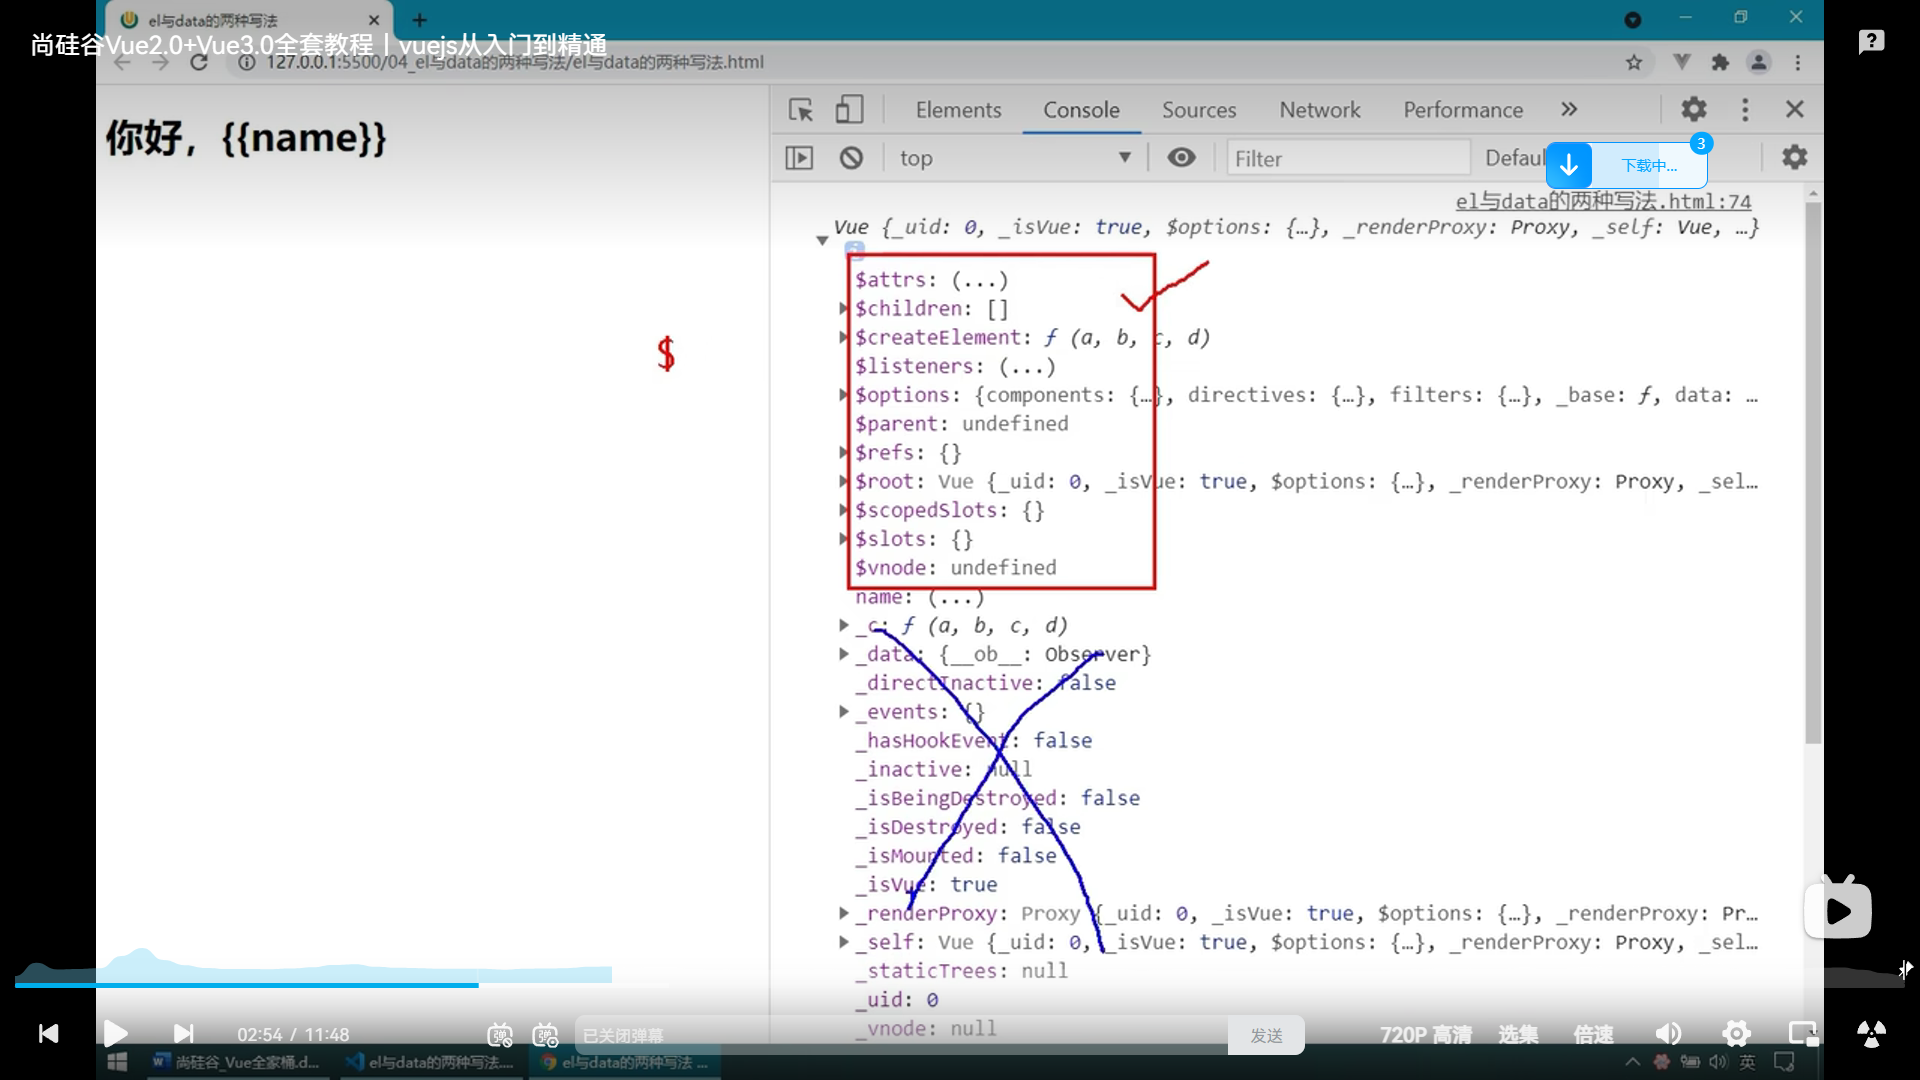 el与data的两种写法
尚硅谷Vue2.0+Vue3.0全套教程丨vuejs从入门到精通
127.0.0.1:5500/04_el与data的两种写法/el与data的两种写法.html
你好，{{name}}
$
Elements Console Sources Network Performance
top Filter Defaul
下载中... 3
el与data的两种写法.html:74
Vue {_uid: 0, _isVue: true, $options: {…}, _renderProxy: Proxy, _self: Vue, …}
$attrs: (...)
$children: []
$createElement: ƒ (a, b, c, d)
$listeners: (...)
$options: {components: {…}, directives: {…}, filters: {…}, _base: ƒ, data: …
$parent: undefined
$refs: {}
$root: Vue {_uid: 0, _isVue: true, $options: {…}, _renderProxy: Proxy, _sel…
$scopedSlots: {}
$slots: {}
$vnode: undefined
name: (...)
_c: ƒ (a, b, c, d)
_data: {__ob__: Observer}
_directInactive: false
_events: {}
_hasHookEvent: false
_inactive: null
_isBeingDestroyed: false
_isDestroyed: false
_isMounted: false
_isVue: true
_renderProxy: Proxy {_uid: 0, _isVue: true, $options: {…}, _renderProxy: Pr…
_self: Vue {_uid: 0, _isVue: true, $options: {…}, _renderProxy: Proxy, _sel…
_staticTrees: null
_uid: 0
_vnode: null
02:54 / 11:48 弹 弹 已关闭弹幕 发送 720P 高清 选集 倍速
尚硅谷_Vue全家桶.d... el与data的两种写法.... el与data的两种写法 ... 英